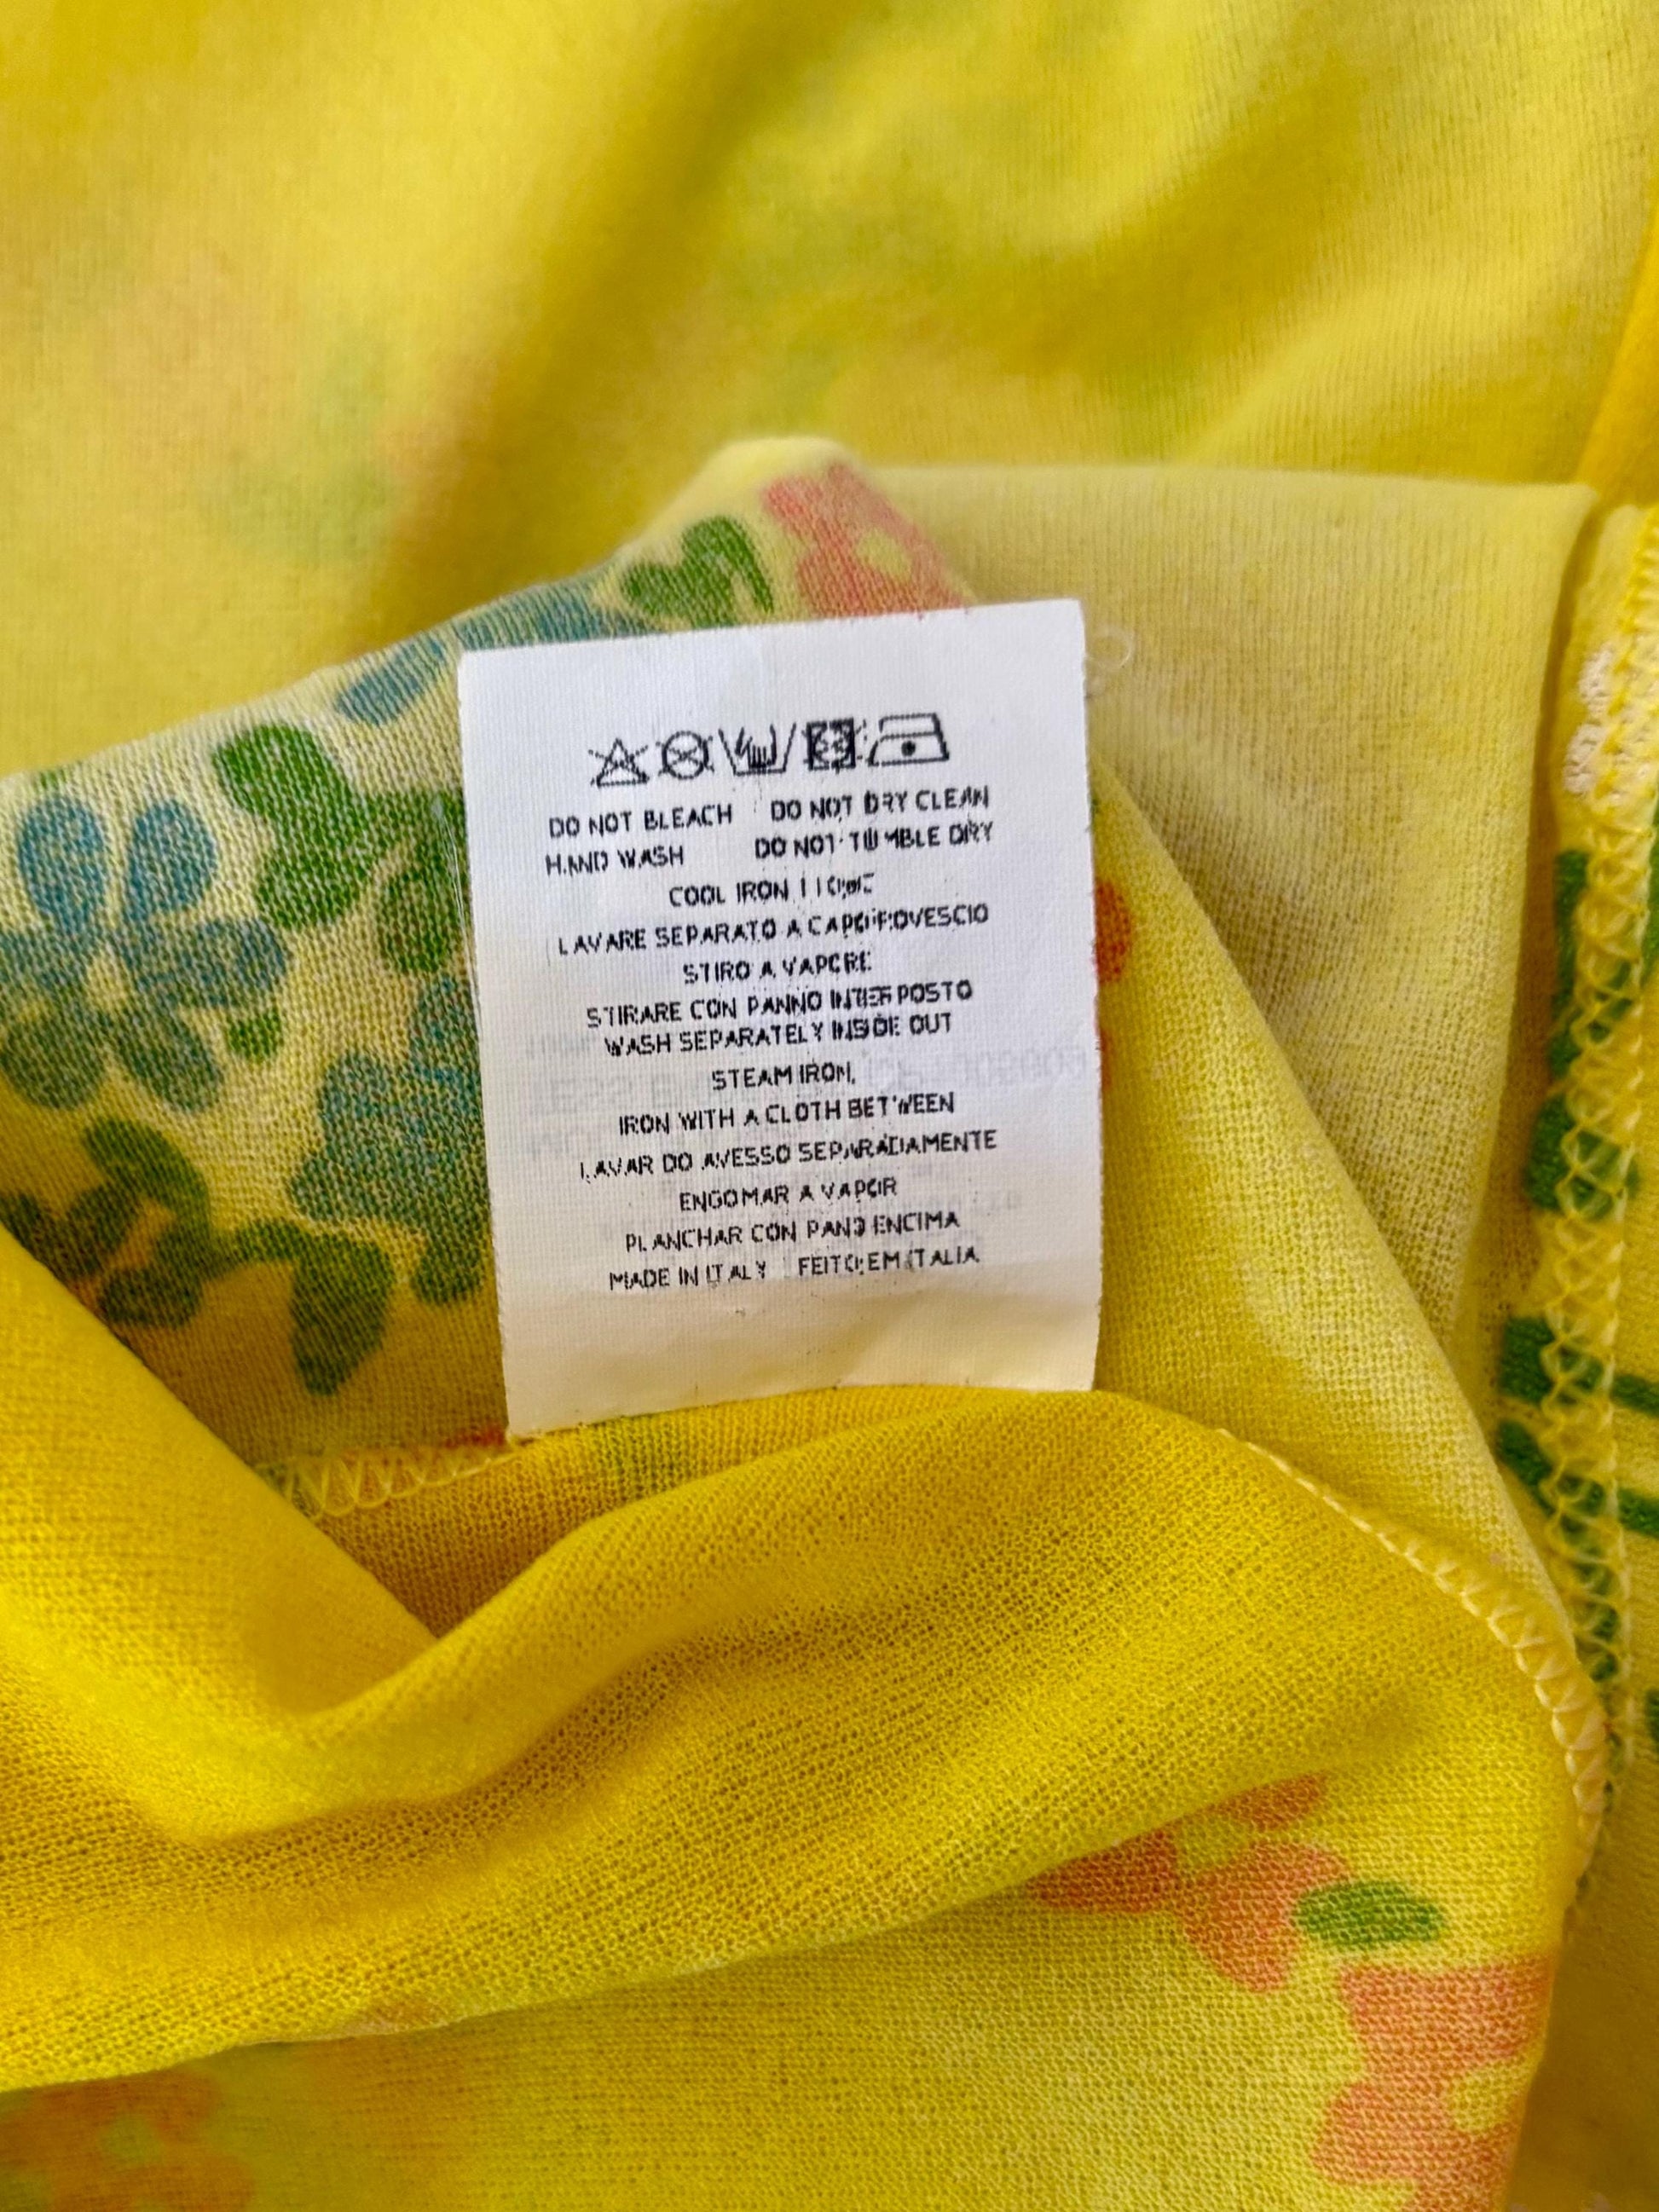 DO NOT BLEACH DO NOT DRY CLEAN
HAND WASH DO NOT TUMBLE DRY
COOL IRON 110°C
LAVARE SEPARATO A CAPO ROVESCIO
STIRO A VAPORE
STIRARE CON PANNO INTERPOSTO
WASH SEPARATELY INSIDE OUT
STEAM IRON,
IRON WITH A CLOTH BETWEEN
LAVAR DO AVESSO SEPARADAMENTE
ENGOMAR A VAPOR
PLANCHAR CON PANO ENCIMA
MADE IN ITALY FEITO EM ITALIA